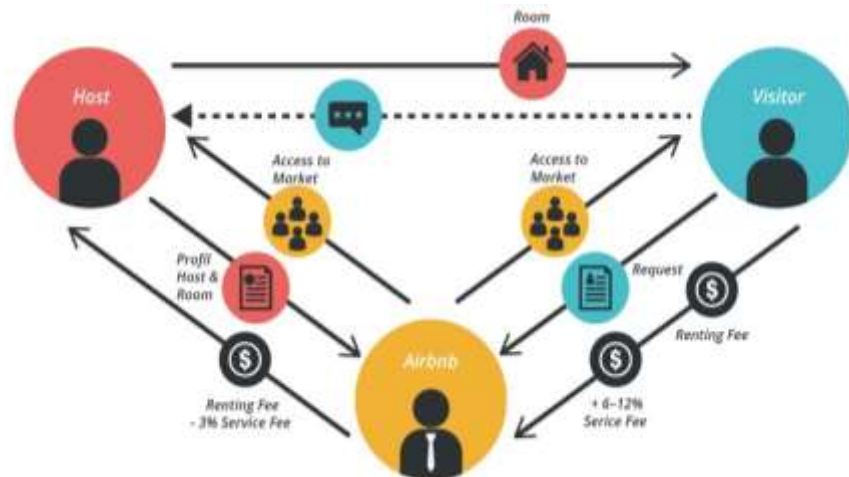 Room
Host
Visitor
Access to
Market
Access to
Market
Profil
Host &
Room
Request
Renting Fee
Airbnb
Renting Fee
- 3% Service Fee
+ 6–12%
Serice Fee